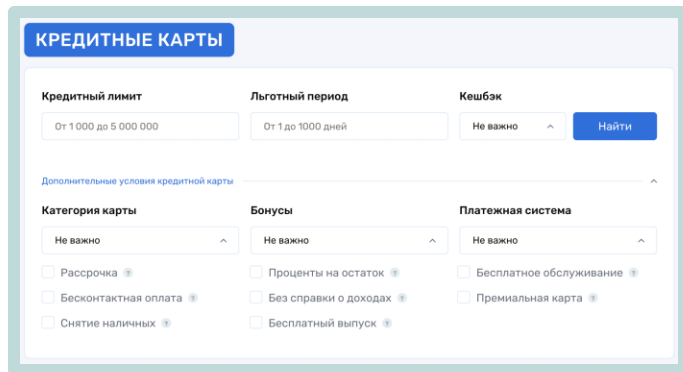 КРЕДИТНЫЕ КАРТЫ
Кредитный лимит Льготный период Кешбэк
От 1 000 до 5 000 000 От 1 до 1000 дней Не важно Найти
Дополнительные условия кредитной карты
Категория карты Бонусы Платежная система
Не важно Не важно Не важно
Рассрочка ? Проценты на остаток ? Бесплатное обслуживание ?
Бесконтактная оплата ? Без справки о доходах ? Премиальная карта ?
Снятие наличных ? Бесплатный выпуск ?